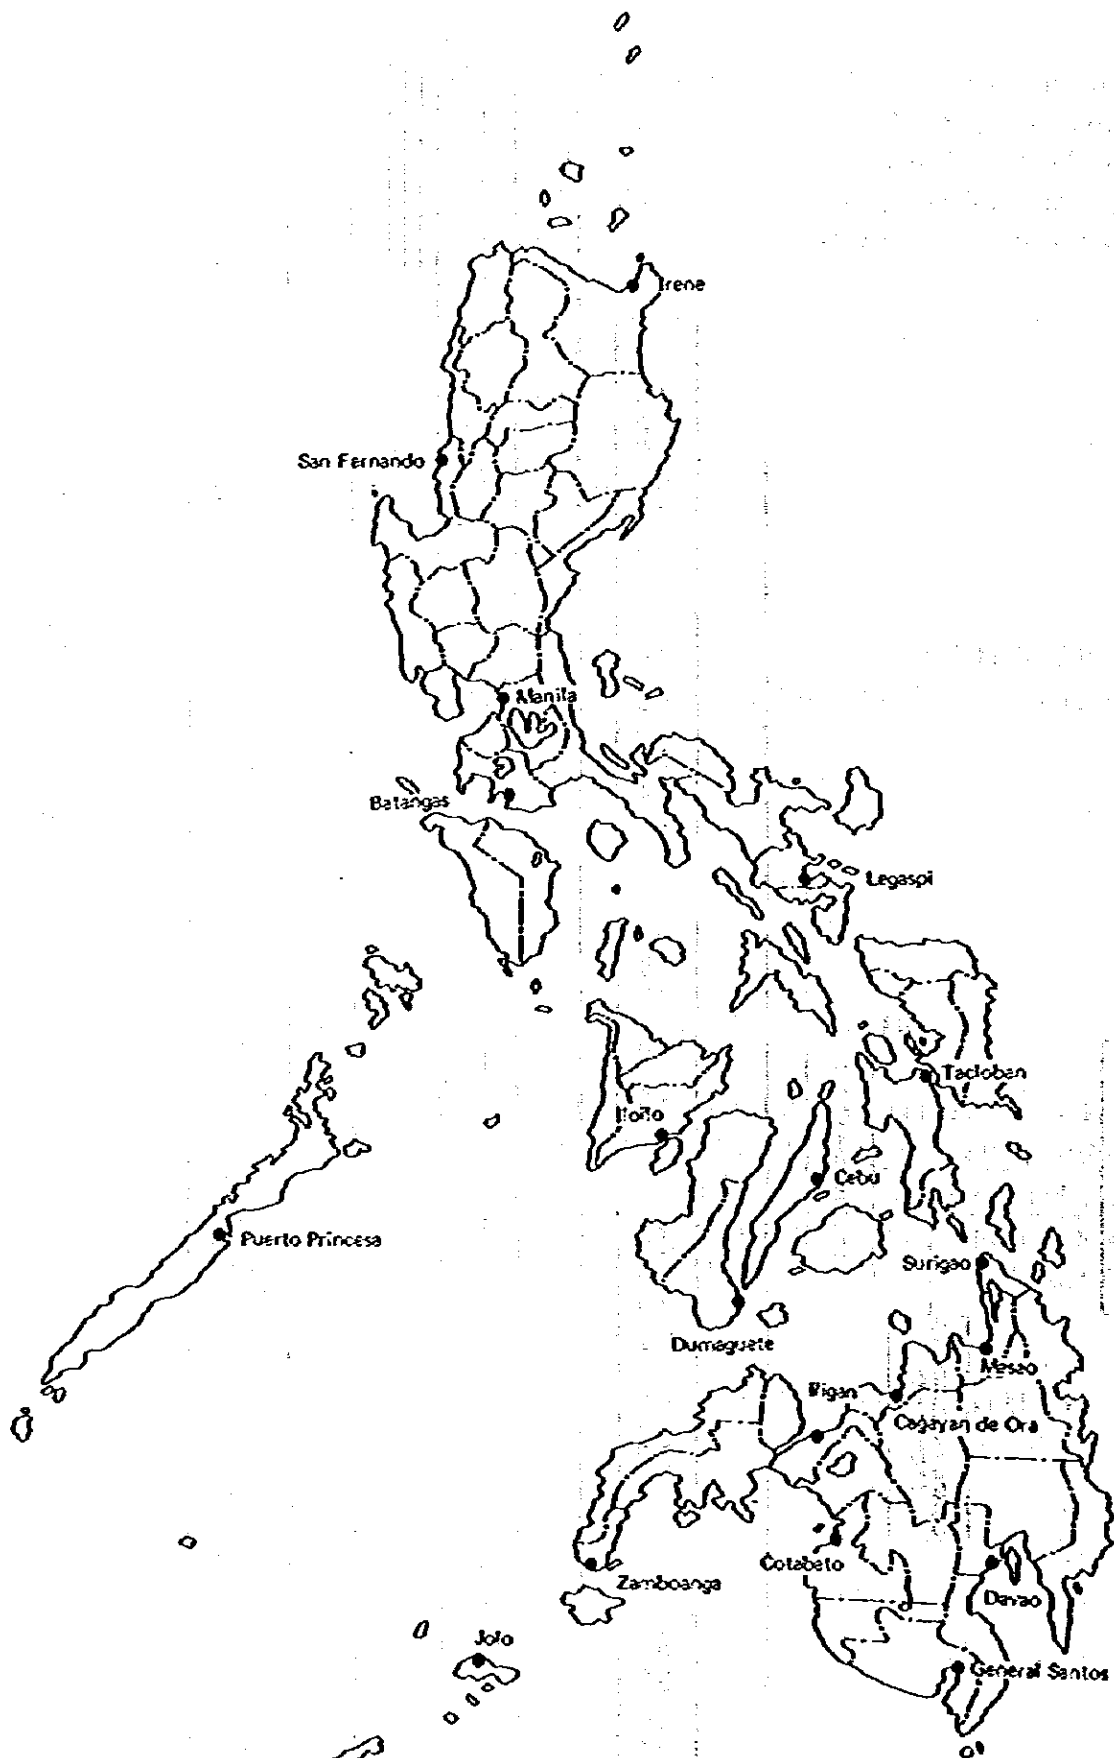 Irene
San Fernando
Manila
Batangas
Legaspi
Tacloban
Iloilo
Cebu
Puerto Princesa
Surigao
Dumaguete
Masao
Iligan
Cagayan de Oro
Cotabato
Zamboanga
Davao
Jolo
General Santos